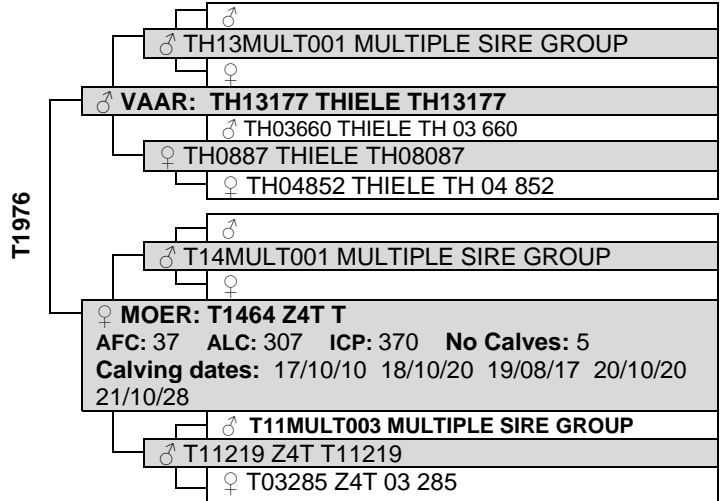 ♂
♂ TH13MULT001 MULTIPLE SIRE GROUP
♀
♂ VAAR: TH13177 THIELE TH13177
♂ TH03660 THIELE TH 03 660
♀ TH0887 THIELE TH08087
♀ TH04852 THIELE TH 04 852
T1976
♂
♂ T14MULT001 MULTIPLE SIRE GROUP
♀
♀ MOER: T1464 Z4T T
AFC: 37 ALC: 307 ICP: 370 No Calves: 5
Calving dates: 17/10/10 18/10/20 19/08/17 20/10/20
21/10/28
♂ T11MULT003 MULTIPLE SIRE GROUP
♂ T11219 Z4T T11219
♀ T03285 Z4T 03 285